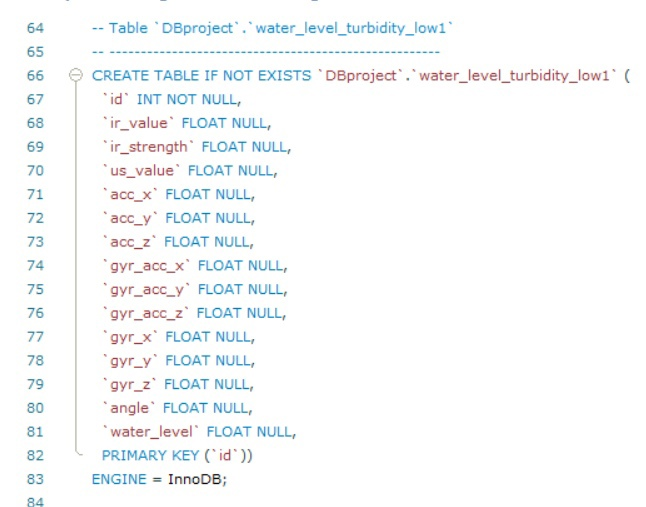 64 -- Table `DBproject`.`water_level_turbidity_low1`
65 -- -----------------------------------------------------
66 CREATE TABLE IF NOT EXISTS `DBproject`.`water_level_turbidity_low1` (
67 `id` INT NOT NULL,
68 `ir_value` FLOAT NULL,
69 `ir_strength` FLOAT NULL,
70 `us_value` FLOAT NULL,
71 `acc_x` FLOAT NULL,
72 `acc_y` FLOAT NULL,
73 `acc_z` FLOAT NULL,
74 `gyr_acc_x` FLOAT NULL,
75 `gyr_acc_y` FLOAT NULL,
76 `gyr_acc_z` FLOAT NULL,
77 `gyr_x` FLOAT NULL,
78 `gyr_y` FLOAT NULL,
79 `gyr_z` FLOAT NULL,
80 `angle` FLOAT NULL,
81 `water_level` FLOAT NULL,
82 PRIMARY KEY (`id`))
83 ENGINE = InnoDB;
84